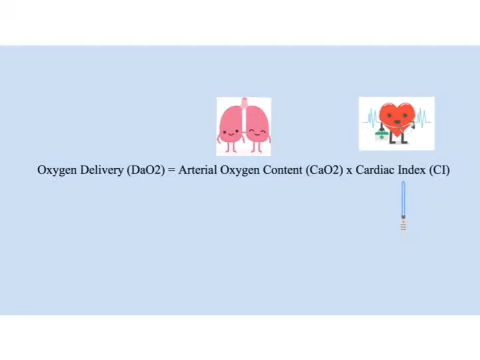 Oxygen Delivery (DaO2) = Arterial Oxygen Content (CaO2) x Cardiac Index (CI)